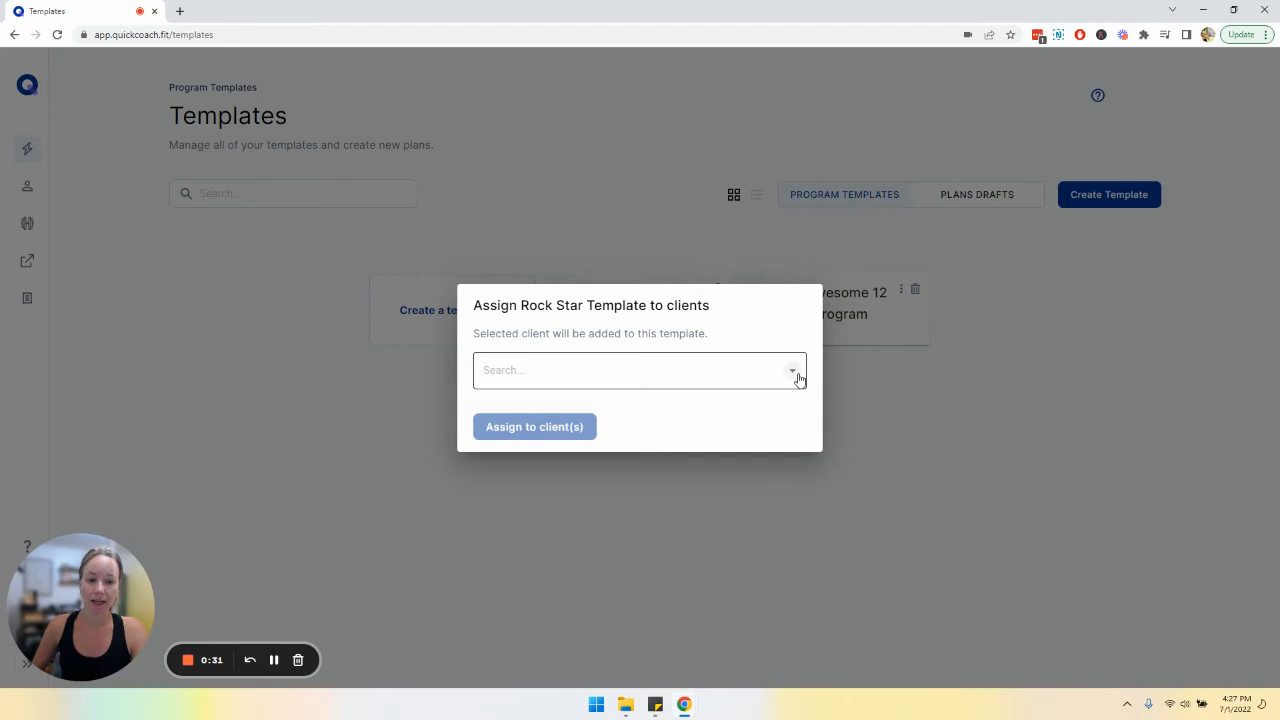 Templates
app.quickcoach.fit/templates
1
Update
Program Templates
Templates
Manage all of your templates and create new plans.
Search...
PROGRAM TEMPLATES
PLANS DRAFTS
Create Template
Create a te
esome 12
rogram
Assign Rock Star Template to clients
Selected client will be added to this template.
Search...
Assign to client(s)
0:31
4:27 PM
7/1/2022